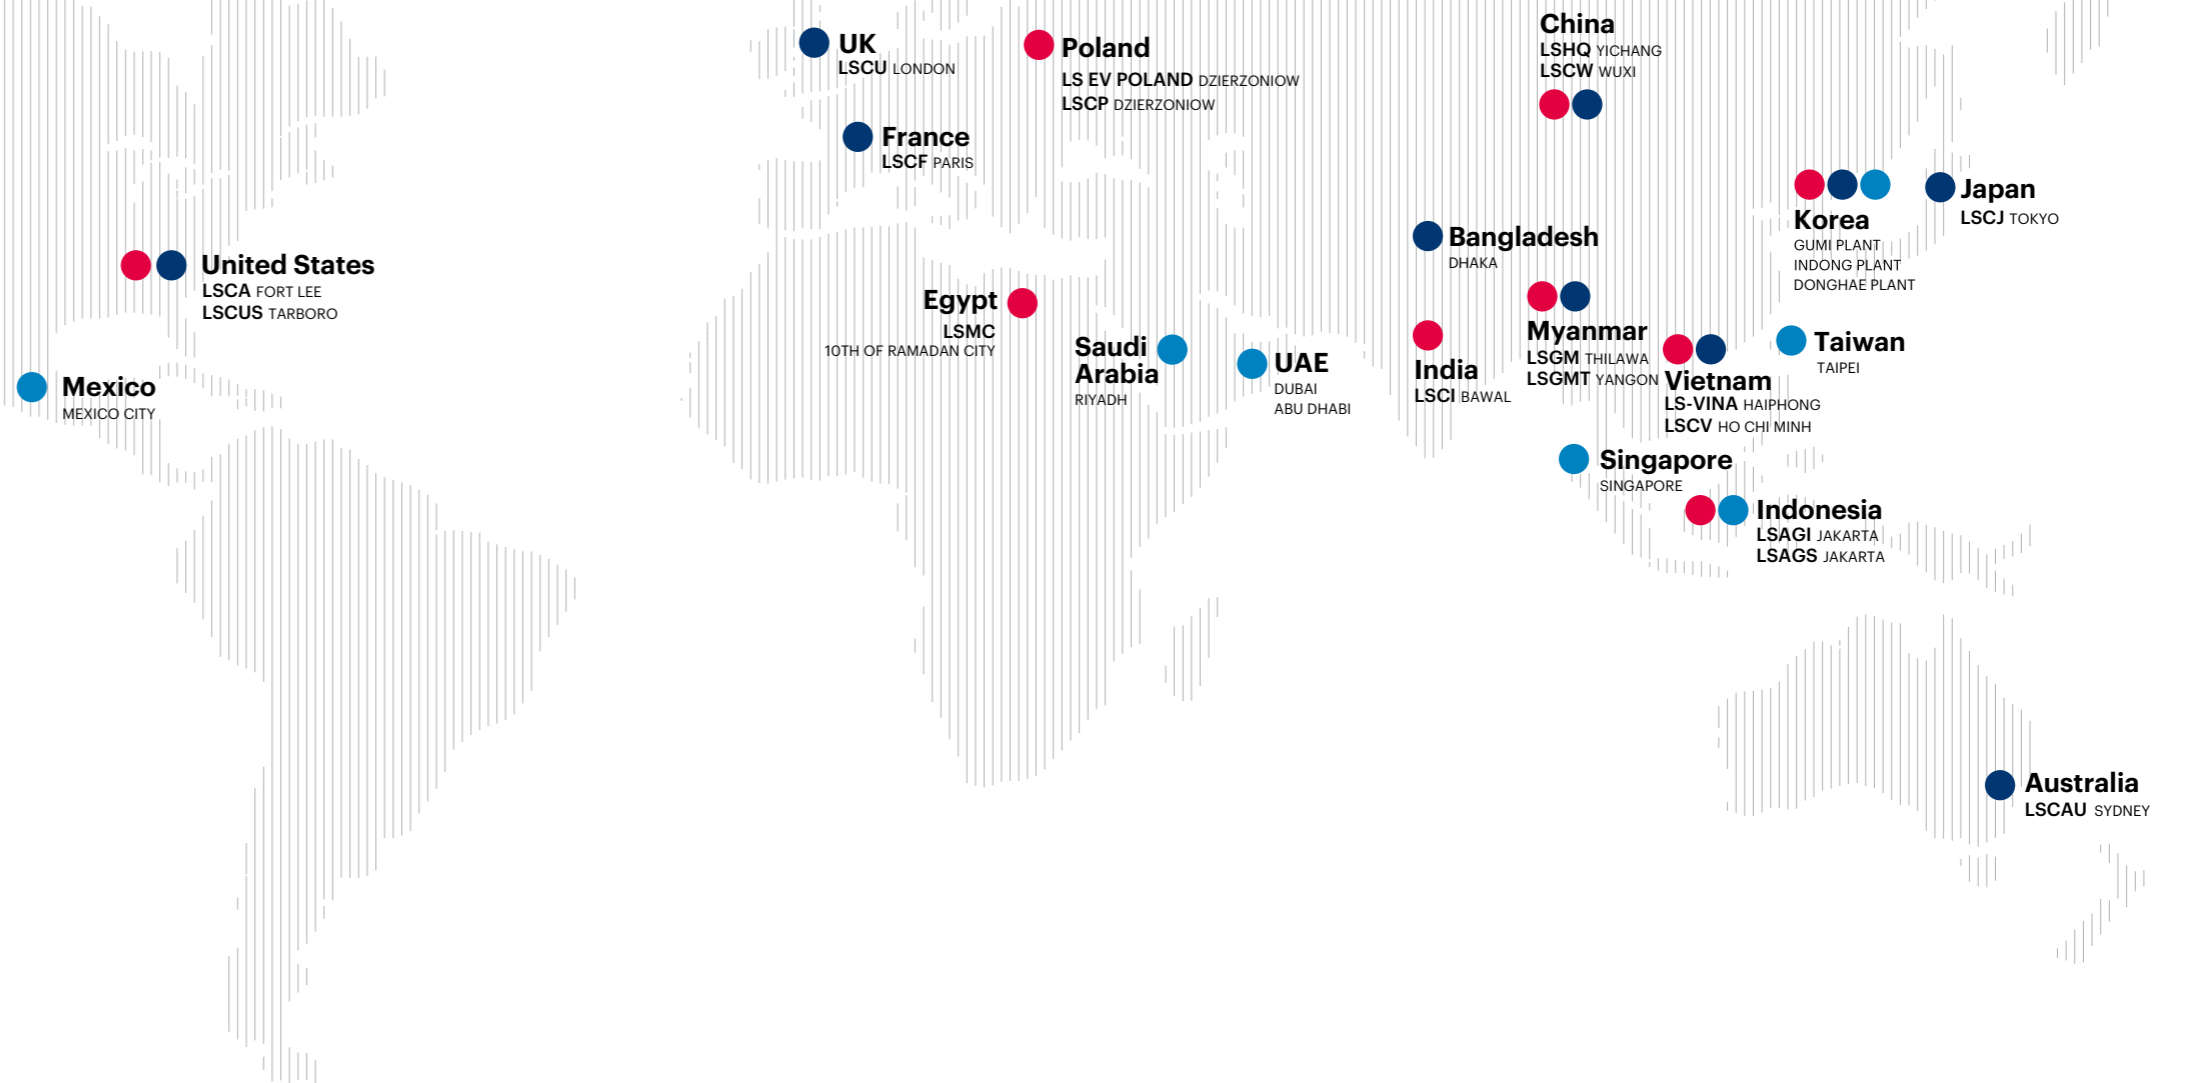 China
LSHQ YICHANG
LSCW WUXI
UK
LSCU LONDON
Poland
LS EV POLAND DZIERZONIOW
LSCP DZIERZONIOW
France
LSCF PARIS
Japan
LSCJ TOKYO
Korea
GUMI PLANT
INDONG PLANT
DONGHAE PLANT
Bangladesh
DHAKA
United States
LSCA FORT LEE
LSCUS TARBORO
Egypt
LSMC
10TH OF RAMADAN CITY
Saudi
Arabia
RIYADH
UAE
DUBAI
ABU DHABI
India
LSCI BAWAL
Myanmar
LSGM THILAWA
LSGMT YANGON
Vietnam
LS-VINA HAIPHONG
LSCV HO CHI MINH
Taiwan
TAIPEI
Mexico
MEXICO CITY
Singapore
SINGAPORE
Indonesia
LSAGI JAKARTA
LSAGS JAKARTA
Australia
LSCAU SYDNEY